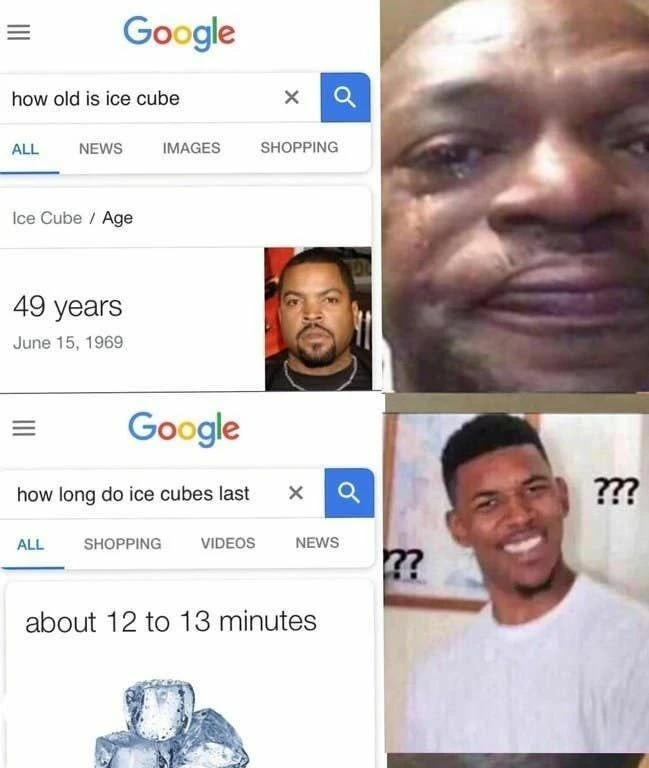 Google
how old is ice cube
ALL NEWS IMAGES SHOPPING
Ice Cube / Age
49 years
June 15, 1969
Google
how long do ice cubes last
ALL SHOPPING VIDEOS NEWS
about 12 to 13 minutes
???
??